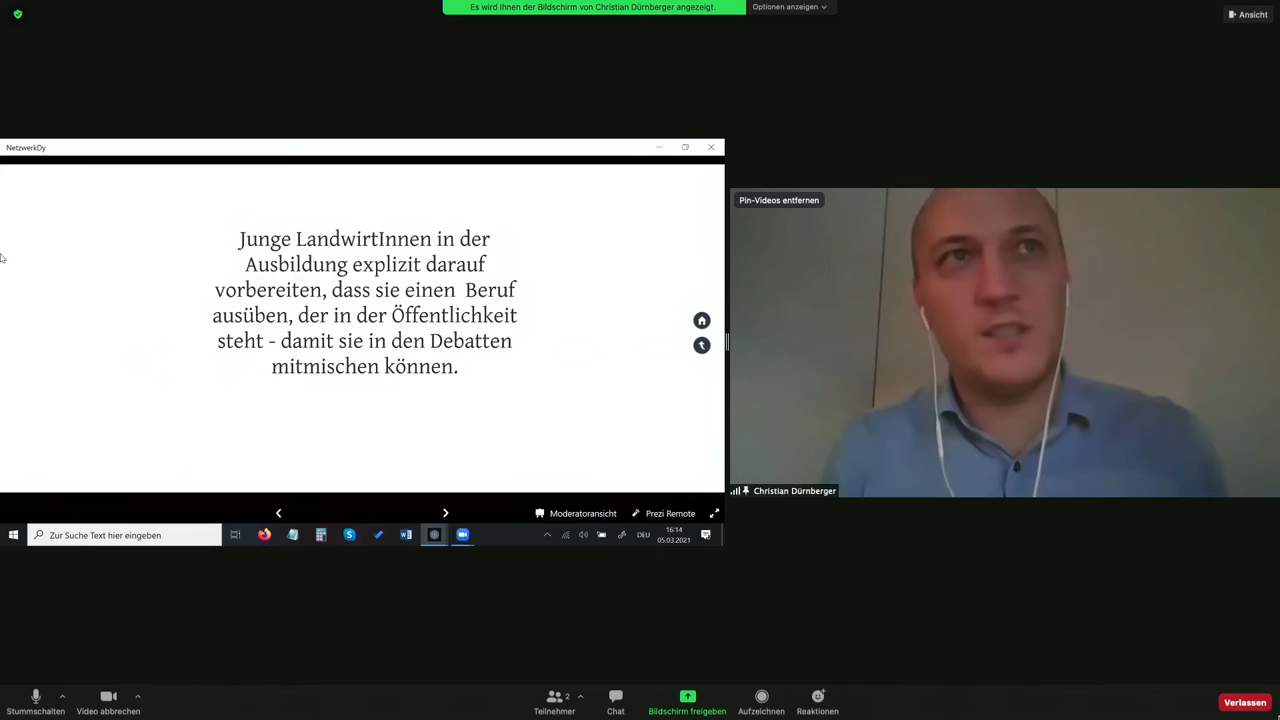 Es wird Ihnen der Bildschirm von Christian Dürnberger angezeigt.
Optionen anzeigen
Ansicht
NetzwerkDy
Pin-Videos entfernen
Junge LandwirtInnen in der
Ausbildung explizit darauf
vorbereiten, dass sie einen Beruf
ausüben, der in der Öffentlichkeit
steht - damit sie in den Debatten
mitmischen können.
Christian Dürnberger
Moderatoransicht
Prezi Remote
Zur Suche Text hier eingeben
DEU
16:14
05.03.2021
Stummschalten
Video abbrechen
2
Teilnehmer
Chat
Bildschirm freigeben
Aufzeichnen
Reaktionen
Verlassen